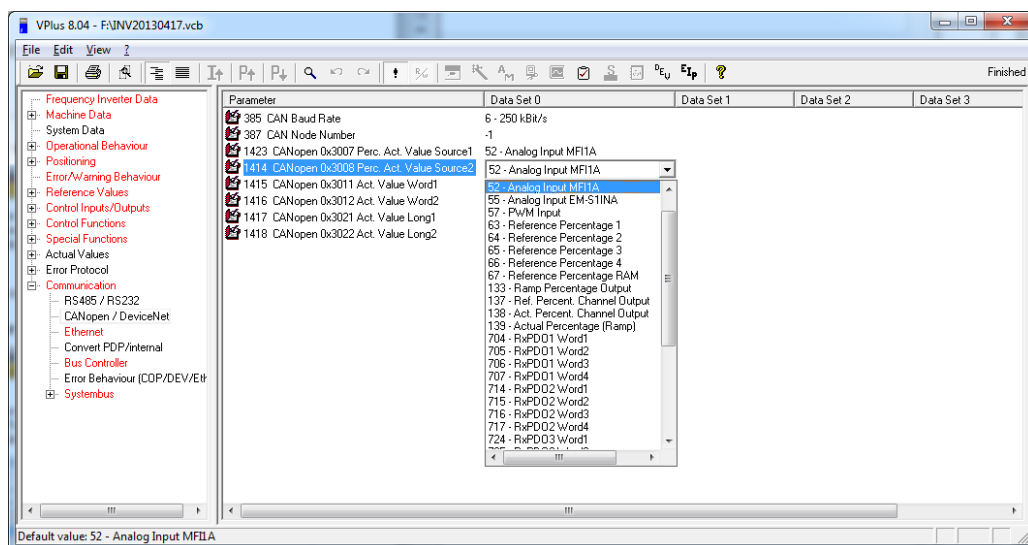 VPlus 8.04 - F:\INV20130417.vcb
File Edit View ?
Finished
Frequency Inverter Data
Machine Data
System Data
Operational Behaviour
Positioning
Error/Warning Behaviour
Reference Values
Control Inputs/Outputs
Control Functions
Special Functions
Actual Values
Error Protocol
Communication
RS485 / RS232
CANopen / DeviceNet
Ethernet
Convert PDP/internal
Bus Controller
Error Behaviour (COP/DEV/Eth
Systembus
Parameter Data Set 0 Data Set 1 Data Set 2 Data Set 3
385 CAN Baud Rate 6 - 250 kBit/s
387 CAN Node Number -1
1423 CANopen 0x3007 Perc. Act. Value Source1 52 - Analog Input MFI1A
1414 CANopen 0x3008 Perc. Act. Value Source2 52 - Analog Input MFI1A
1415 CANopen 0x3011 Act. Value Word1
1416 CANopen 0x3012 Act. Value Word2
1417 CANopen 0x3021 Act. Value Long1
1418 CANopen 0x3022 Act. Value Long2
52 - Analog Input MFI1A
55 - Analog Input EM-S1INA
57 - PWM Input
63 - Reference Percentage 1
64 - Reference Percentage 2
65 - Reference Percentage 3
66 - Reference Percentage 4
67 - Reference Percentage RAM
133 - Ramp Percentage Output
137 - Ref. Percent. Channel Output
138 - Act. Percent. Channel Output
139 - Actual Percentage (Ramp)
704 - RxPDO1 Word1
705 - RxPDO1 Word2
706 - RxPDO1 Word3
707 - RxPDO1 Word4
714 - RxPDO2 Word1
715 - RxPDO2 Word2
716 - RxPDO2 Word3
717 - RxPDO2 Word4
724 - RxPDO3 Word1
Default value: 52 - Analog Input MFI1A